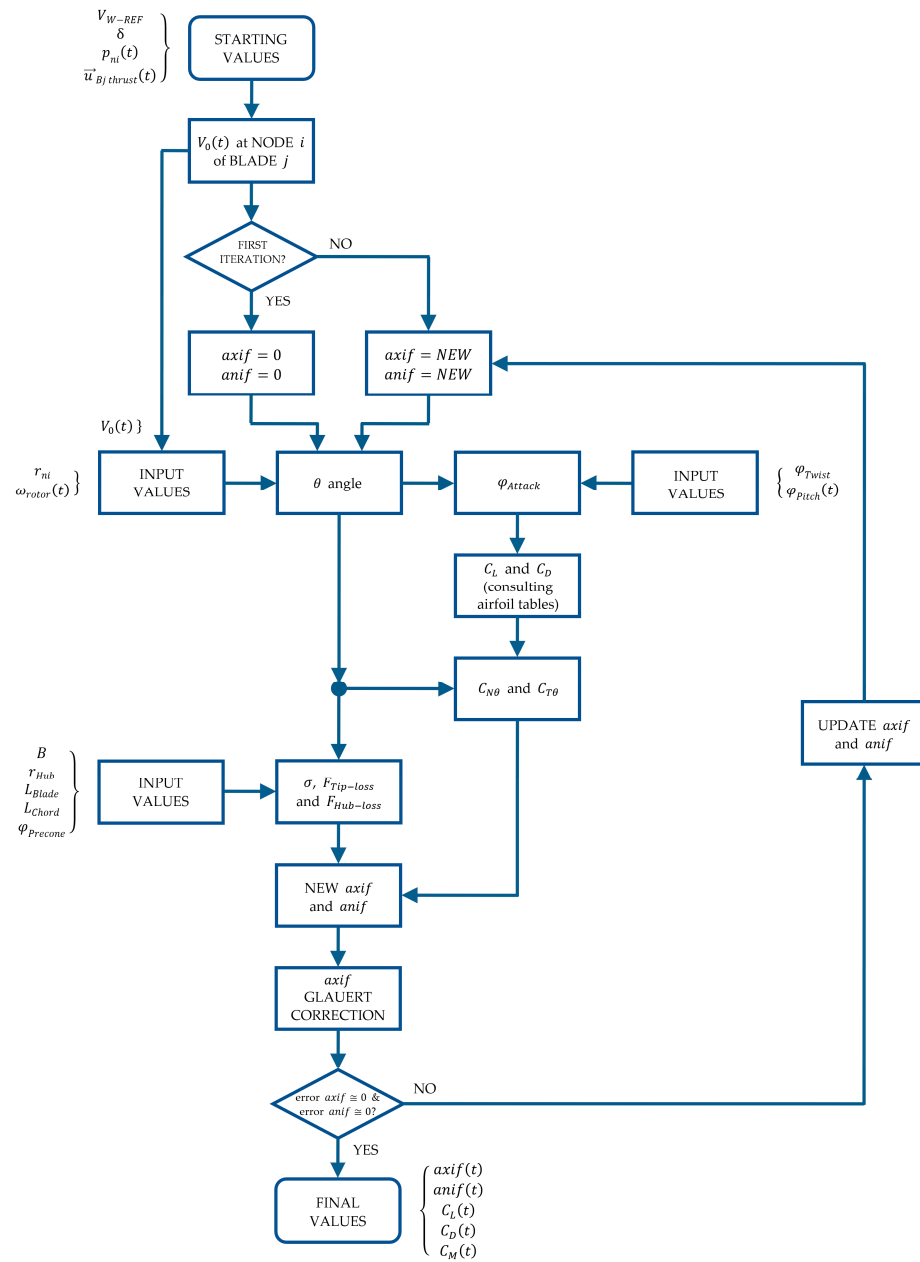 V_{W−REF}
δ
p_{ni}(t)
\vec{u}_{Bj thrust}(t)
STARTING
VALUES
V_0(t) at NODE i
of BLADE j
FIRST
ITERATION?
NO
YES
axif = 0
anif = 0
axif = NEW
anif = NEW
V_0(t) }
r_{ni}
ω_{rotor}(t)
INPUT
VALUES
θ angle
φ_{Attack}
INPUT
VALUES
φ_{Twist}
φ_{Pitch}(t)
C_L and C_D
(consulting
airfoil tables)
C_{Nθ} and C_{Tθ}
UPDATE axif
and anif
B
r_{Hub}
L_{Blade}
L_{Chord}
φ_{Precone}
INPUT
VALUES
σ, F_{Tip−loss}
and F_{Hub−loss}
NEW axif
and anif
axif
GLAUERT
CORRECTION
error axif ≅ 0 &
error anif ≅ 0?
NO
YES
FINAL
VALUES
axif(t)
anif(t)
C_L(t)
C_D(t)
C_M(t)